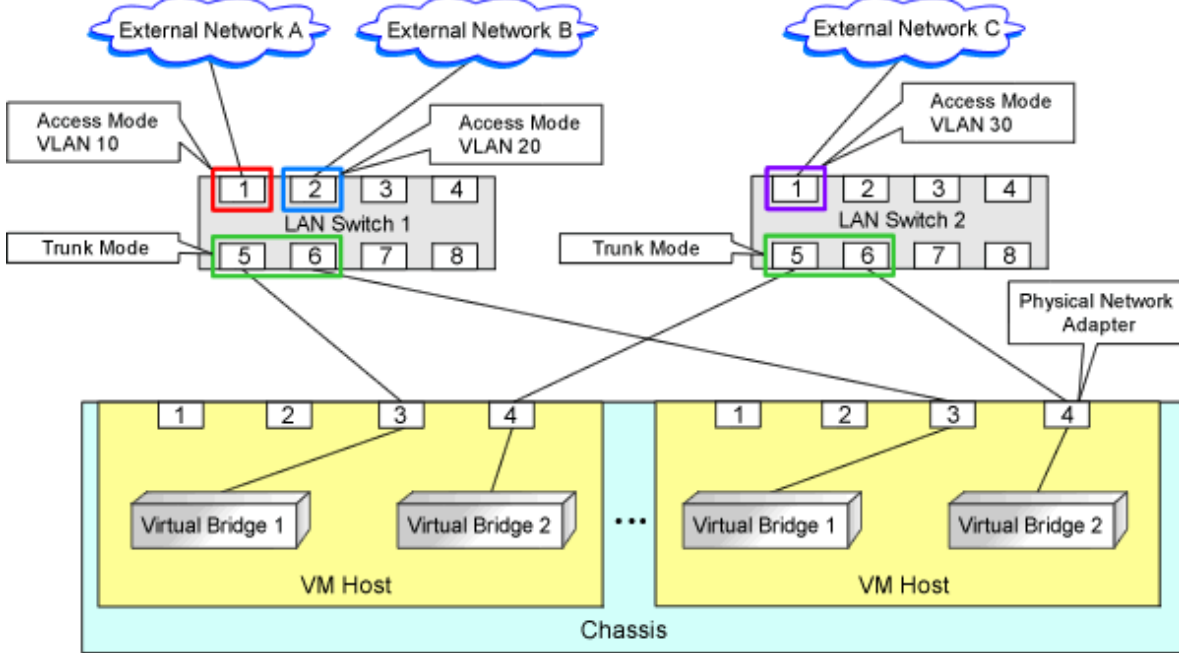 External Network A
External Network B
External Network C
Access Mode
VLAN 10
Access Mode
VLAN 20
Access Mode
VLAN 30
1 2 3 4
LAN Switch 1
5 6 7 8
Trunk Mode
1 2 3 4
LAN Switch 2
5 6 7 8
Trunk Mode
Physical Network
Adapter
1 2 3 4
Virtual Bridge 1
Virtual Bridge 2
VM Host
...
1 2 3 4
Virtual Bridge 1
Virtual Bridge 2
VM Host
Chassis